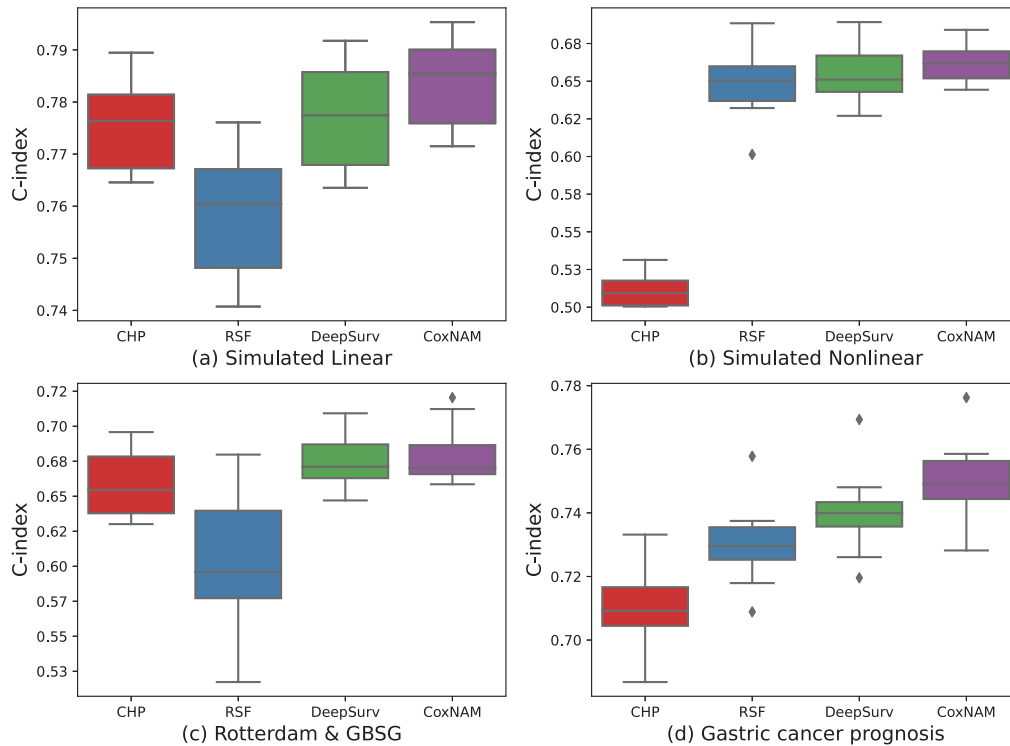 C-index
0.79
0.78
0.77
0.76
0.75
0.74
CHP RSF DeepSurv CoxNAM
(a) Simulated Linear
C-index
0.68
0.65
0.62
0.60
0.58
0.55
0.53
0.50
CHP RSF DeepSurv CoxNAM
(b) Simulated Nonlinear
C-index
0.72
0.70
0.68
0.65
0.62
0.60
0.57
0.55
0.53
CHP RSF DeepSurv CoxNAM
(c) Rotterdam & GBSG
C-index
0.78
0.76
0.74
0.72
0.70
CHP RSF DeepSurv CoxNAM
(d) Gastric cancer prognosis